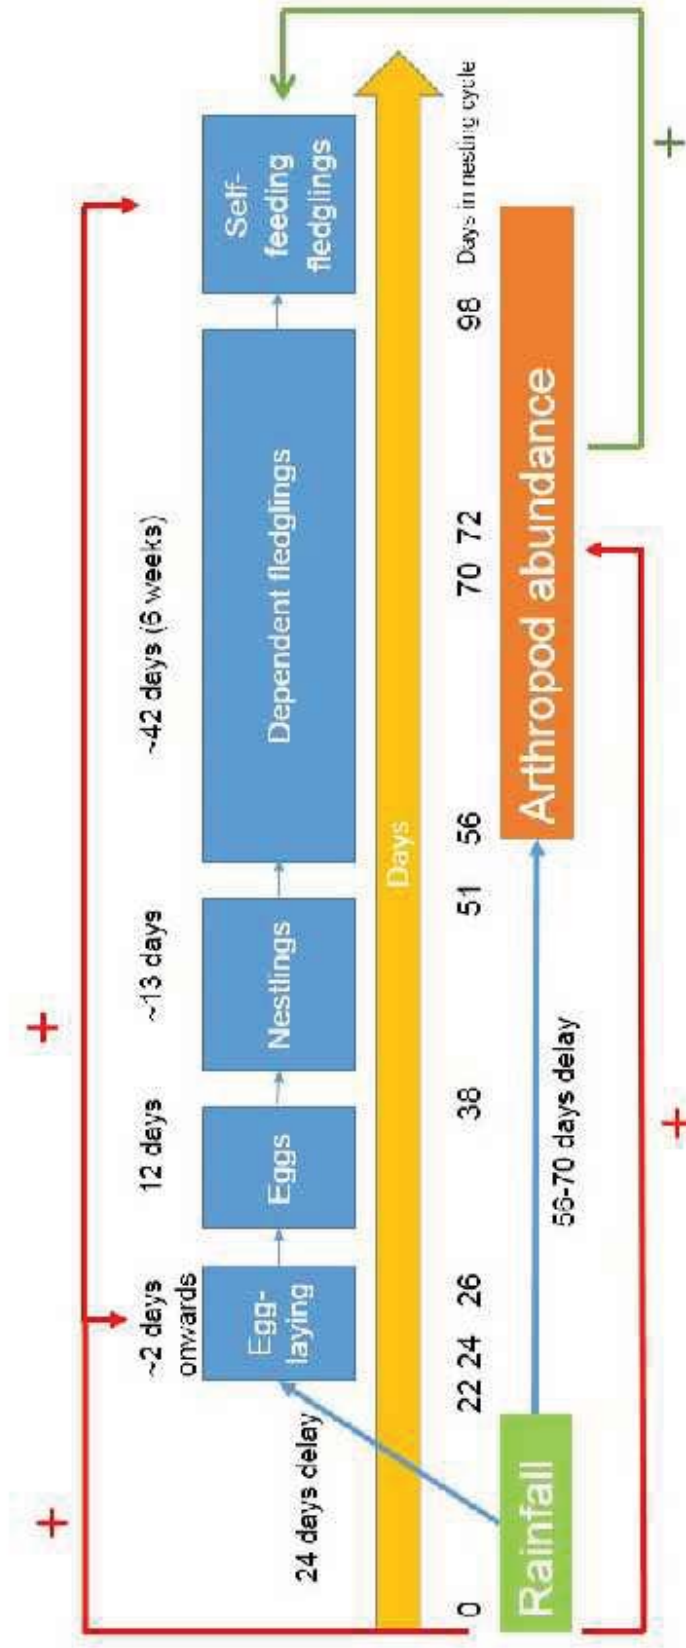 +
+
~2 days
onwards
12 days
~13 days
~42 days (6 weeks)
Egg-
laying
Eggs
Nestlings
Dependent fledglings
Self-
feeding
fledglings
24 days delay
Days
0
22
24
26
38
51
56
70
72
98
Days in nesting cycle
Rainfall
56-70 days delay
Arthropod abundance
+
+